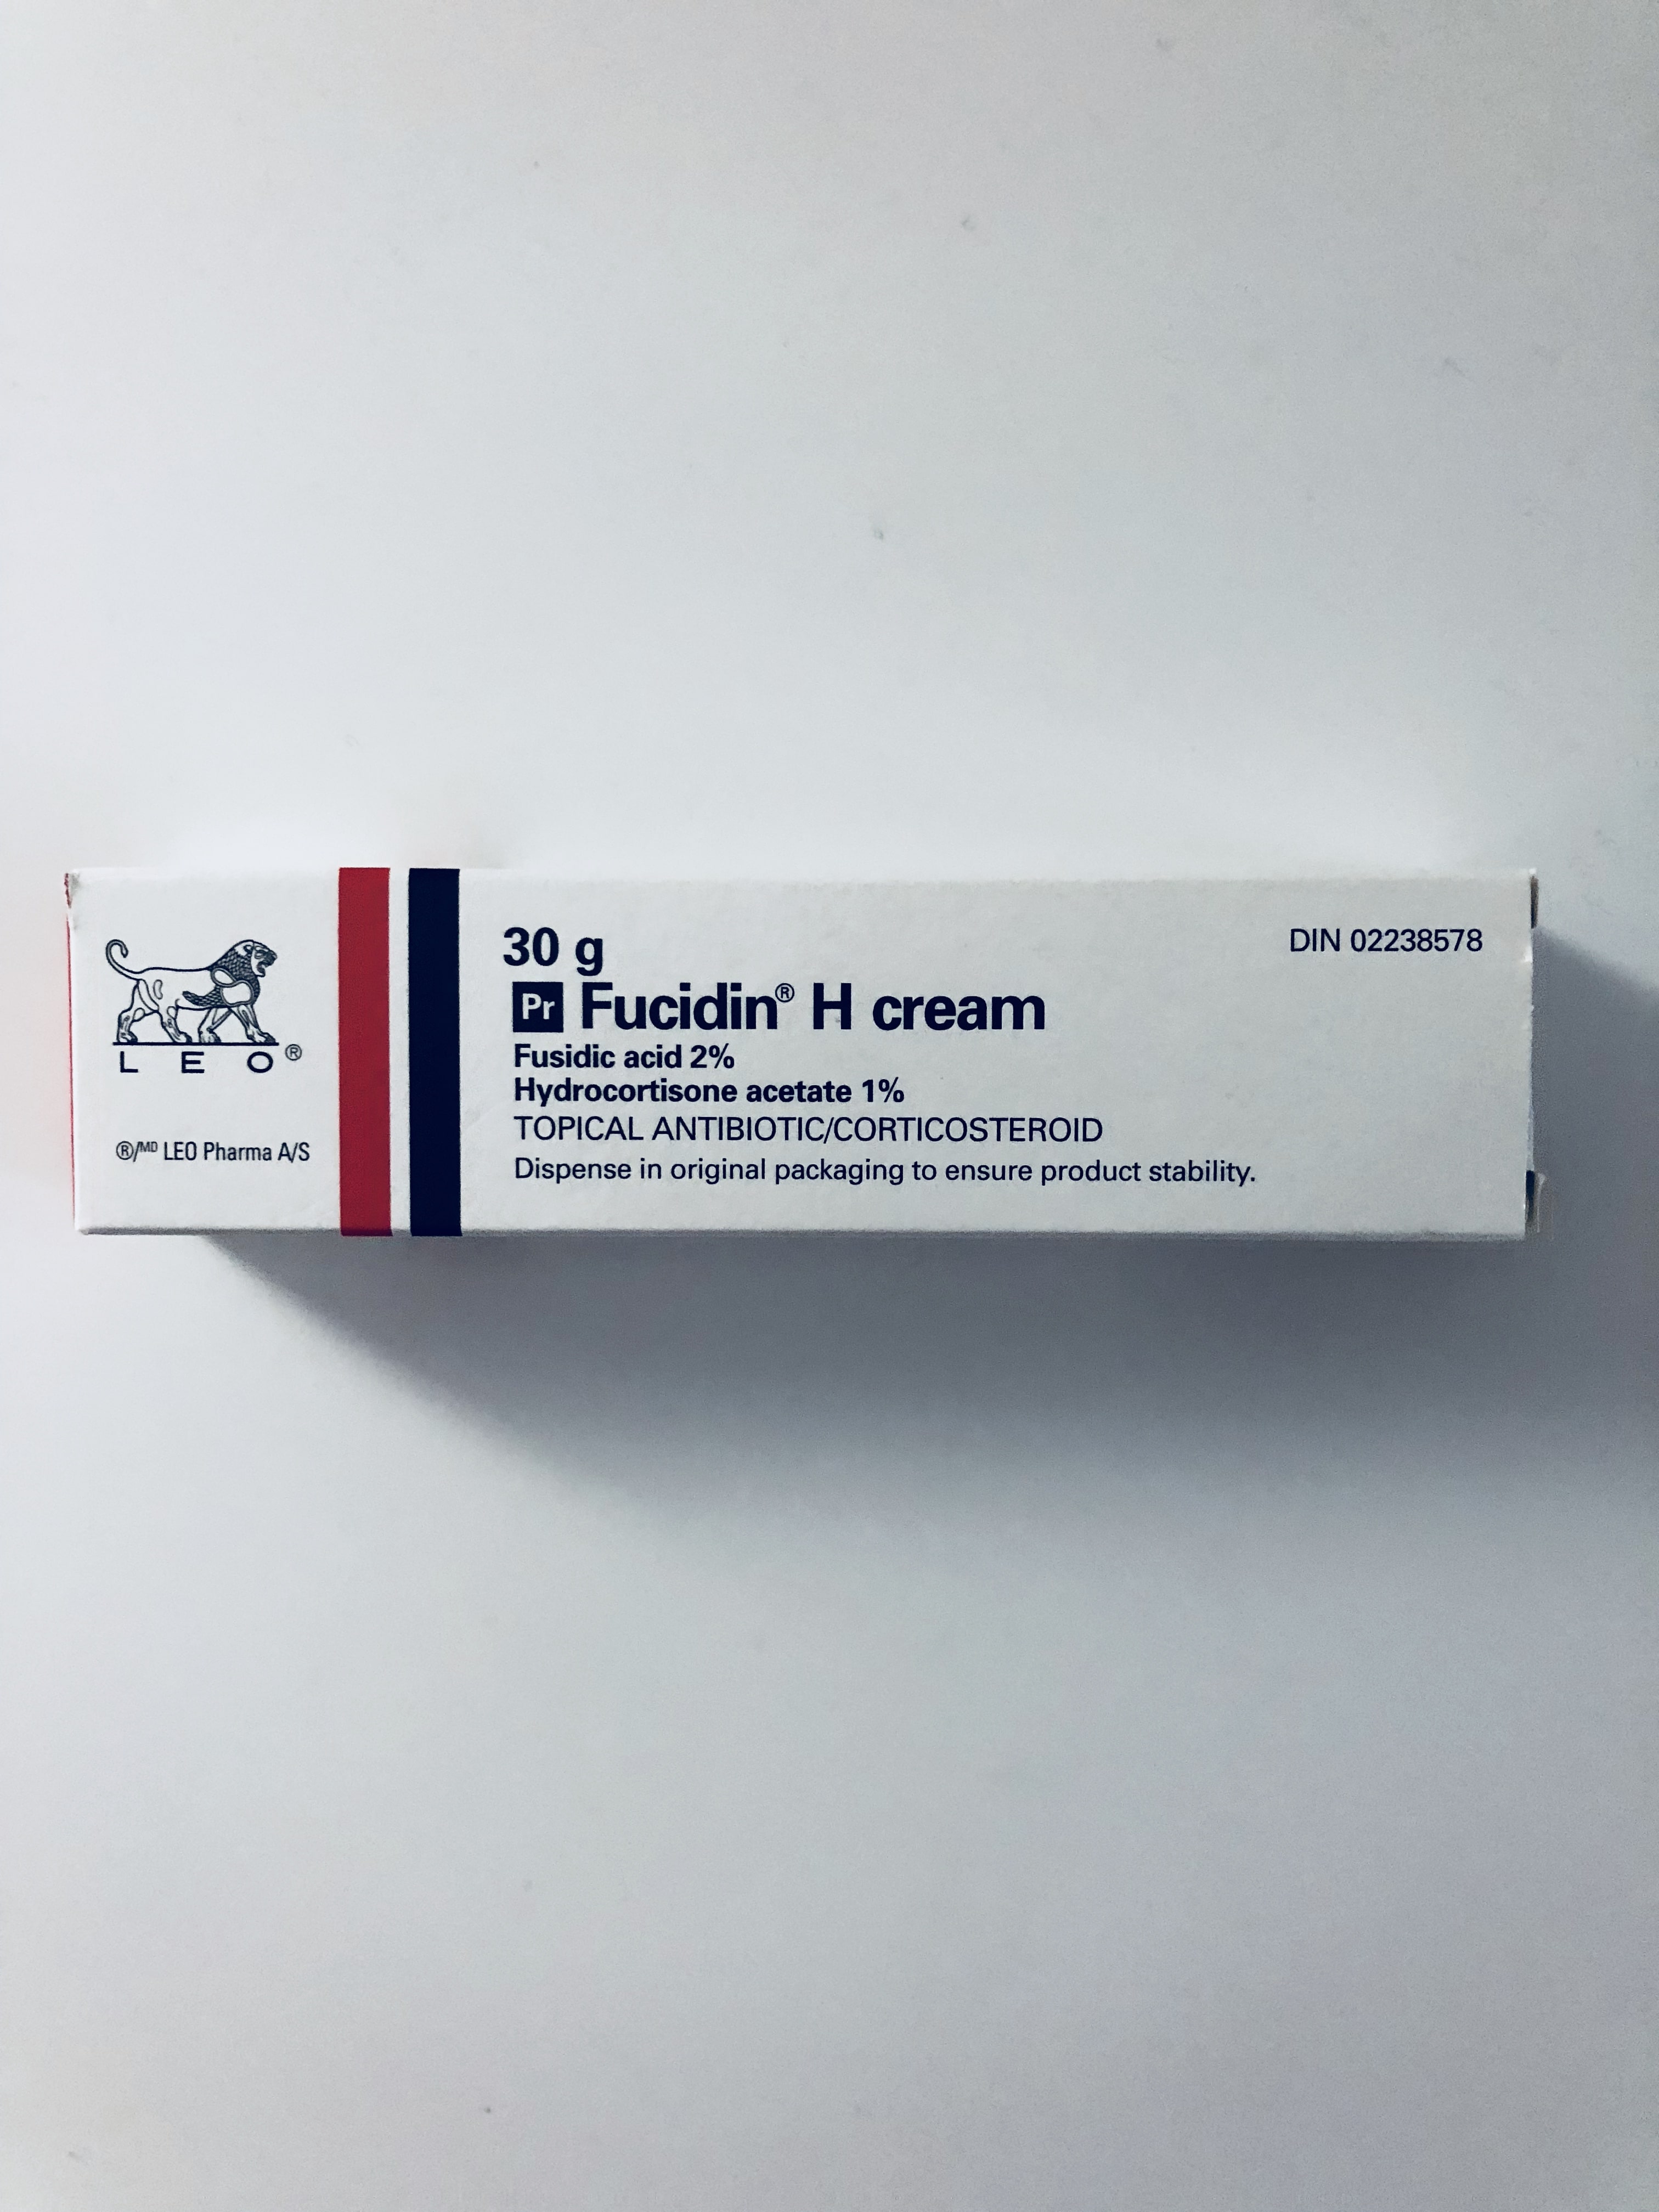 LEO®
®/MD LEO Pharma A/S
30 g
Pr Fucidin® H cream
Fusidic acid 2%
Hydrocortisone acetate 1%
TOPICAL ANTIBIOTIC/CORTICOSTEROID
Dispense in original packaging to ensure product stability.
DIN 02238578